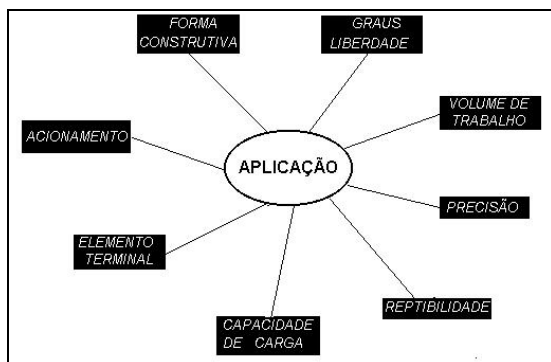 FORMA
CONSTRUTIVA
GRAUS
LIBERDADE
VOLUME DE
TRABALHO
ACIONAMENTO
APLICAÇÃO
PRECISÃO
ELEMENTO
TERMINAL
REPTIBILIDADE
CAPACIDADE
DE CARGA